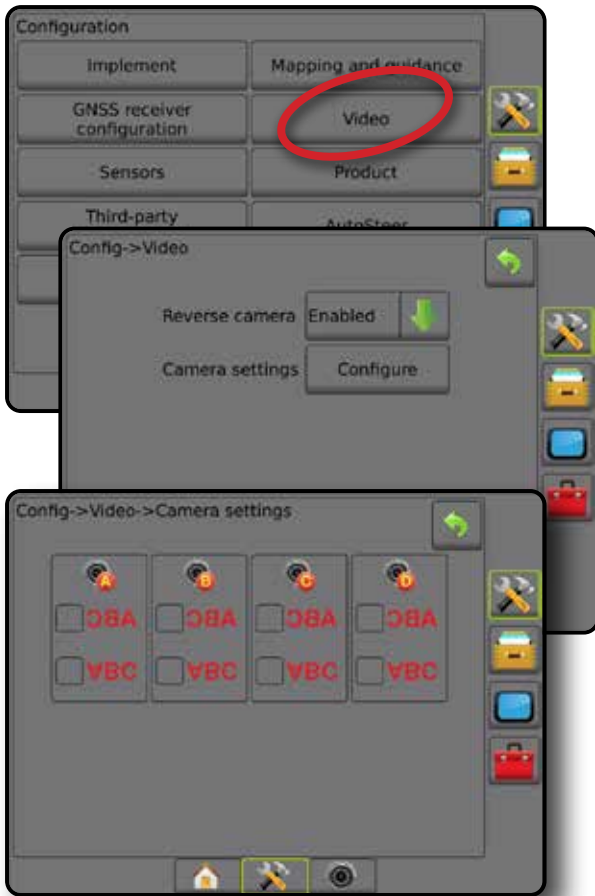 Configuration
Implement
Mapping and guidance
GNSS receiver
configuration
Video
Sensors
Product
Third-party
AutoSteer
Config->Video
Reverse camera Enabled
Camera settings Configure
Config->Video->Camera settings
A B C D
ABC ABC ABC ABC
ABC ABC ABC ABC